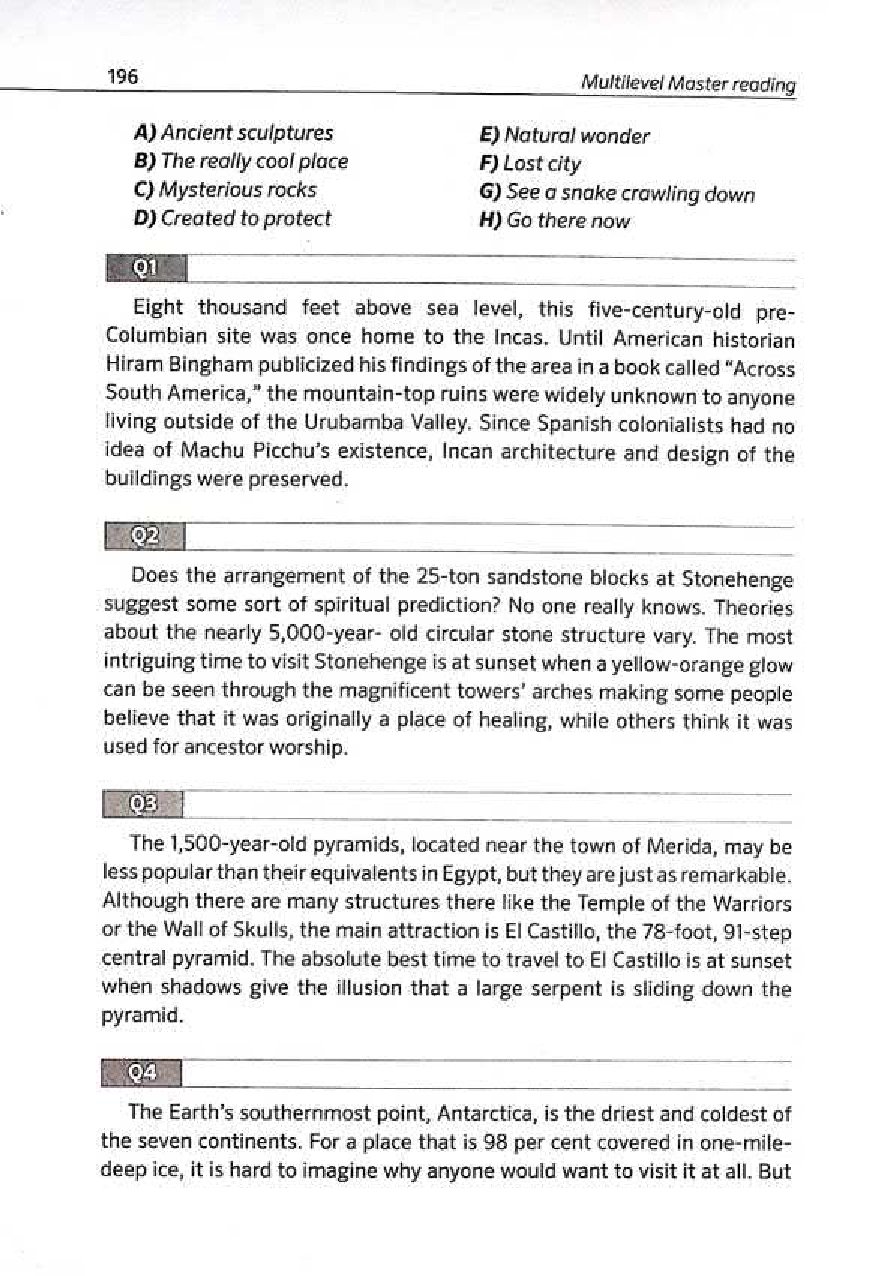 196
Multilevel Master reading
A) Ancient sculptures
E) Natural wonder
B) The really cool place
F) Lost city
C) Mysterious rocks
G) See a snake crawling down
D) Created to protect
H) Go there now
Q1
Eight thousand feet above sea level, this five-century-old pre-
Columbian site was once home to the Incas. Until American historian
Hiram Bingham publicized his findings of the area in a book called “Across
South America,” the mountain-top ruins were widely unknown to anyone
living outside of the Urubamba Valley. Since Spanish colonialists had no
idea of Machu Picchu's existence, Incan architecture and design of the
buildings were preserved.
Q2
Does the arrangement of the 25-ton sandstone blocks at Stonehenge
suggest some sort of spiritual prediction? No one really knows. Theories
about the nearly 5,000-year- old circular stone structure vary. The most
intriguing time to visit Stonehenge is at sunset when a yellow-orange glow
can be seen through the magnificent towers' arches making some people
believe that it was originally a place of healing, while others think it was
used for ancestor worship.
Q3
The 1,500-year-old pyramids, located near the town of Merida, may be
less popular than their equivalents in Egypt, but they are just as remarkable.
Although there are many structures there like the Temple of the Warriors
or the Wall of Skulls, the main attraction is El Castillo, the 78-foot, 91-step
central pyramid. The absolute best time to travel to El Castillo is at sunset
when shadows give the illusion that a large serpent is sliding down the
pyramid.
Q4
The Earth's southernmost point, Antarctica, is the driest and coldest of
the seven continents. For a place that is 98 per cent covered in one-mile-
deep ice, it is hard to imagine why anyone would want to visit it at all. But